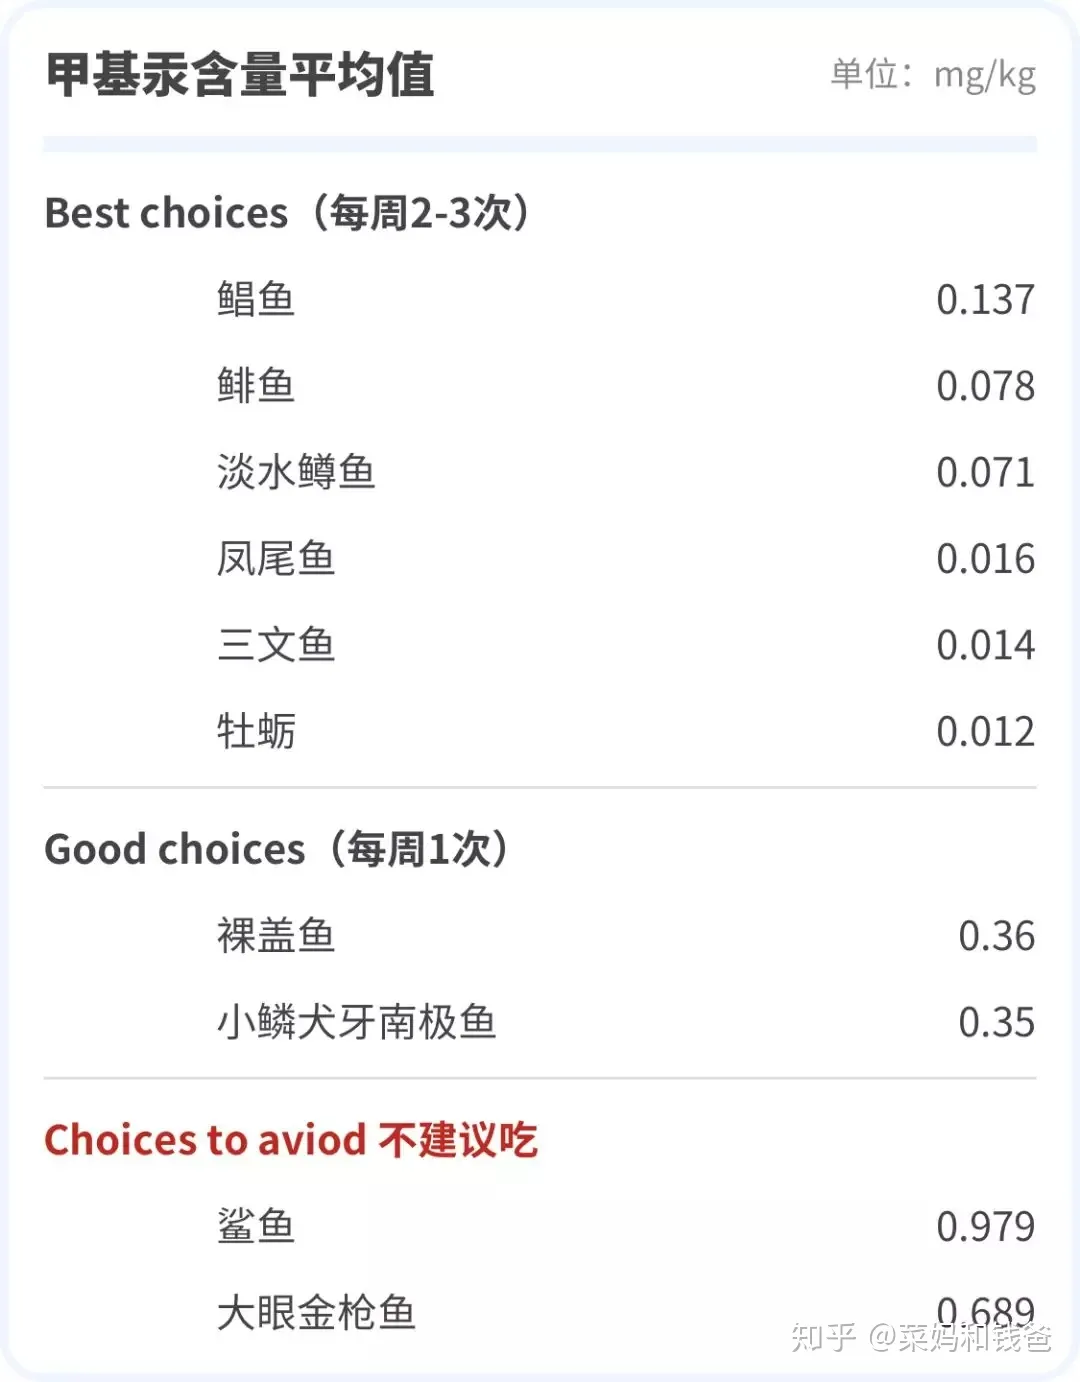 甲基汞含量平均值 单位：mg/kg
Best choices（每周2-3次）
鲳鱼 0.137
鲱鱼 0.078
淡水鳟鱼 0.071
凤尾鱼 0.016
三文鱼 0.014
牡蛎 0.012
Good choices（每周1次）
裸盖鱼 0.36
小鳞犬牙南极鱼 0.35
Choices to aviod 不建议吃
鲨鱼 0.979
大眼金枪鱼 0.689
知乎 @菜妈和钱爸